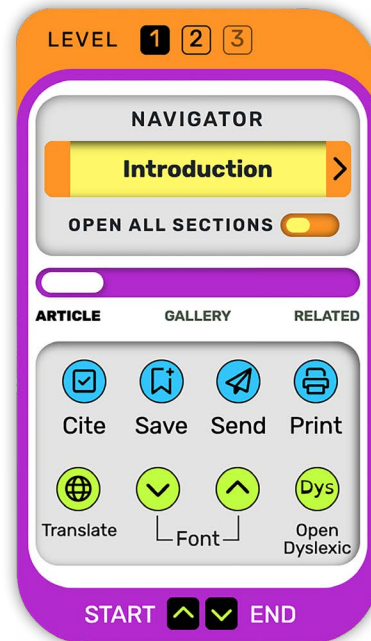 LEVEL 1 2 3
NAVIGATOR
Introduction
OPEN ALL SECTIONS
ARTICLE GALLERY RELATED
Cite Save Send Print
Dys
Translate Font Open
Dyslexic
START END